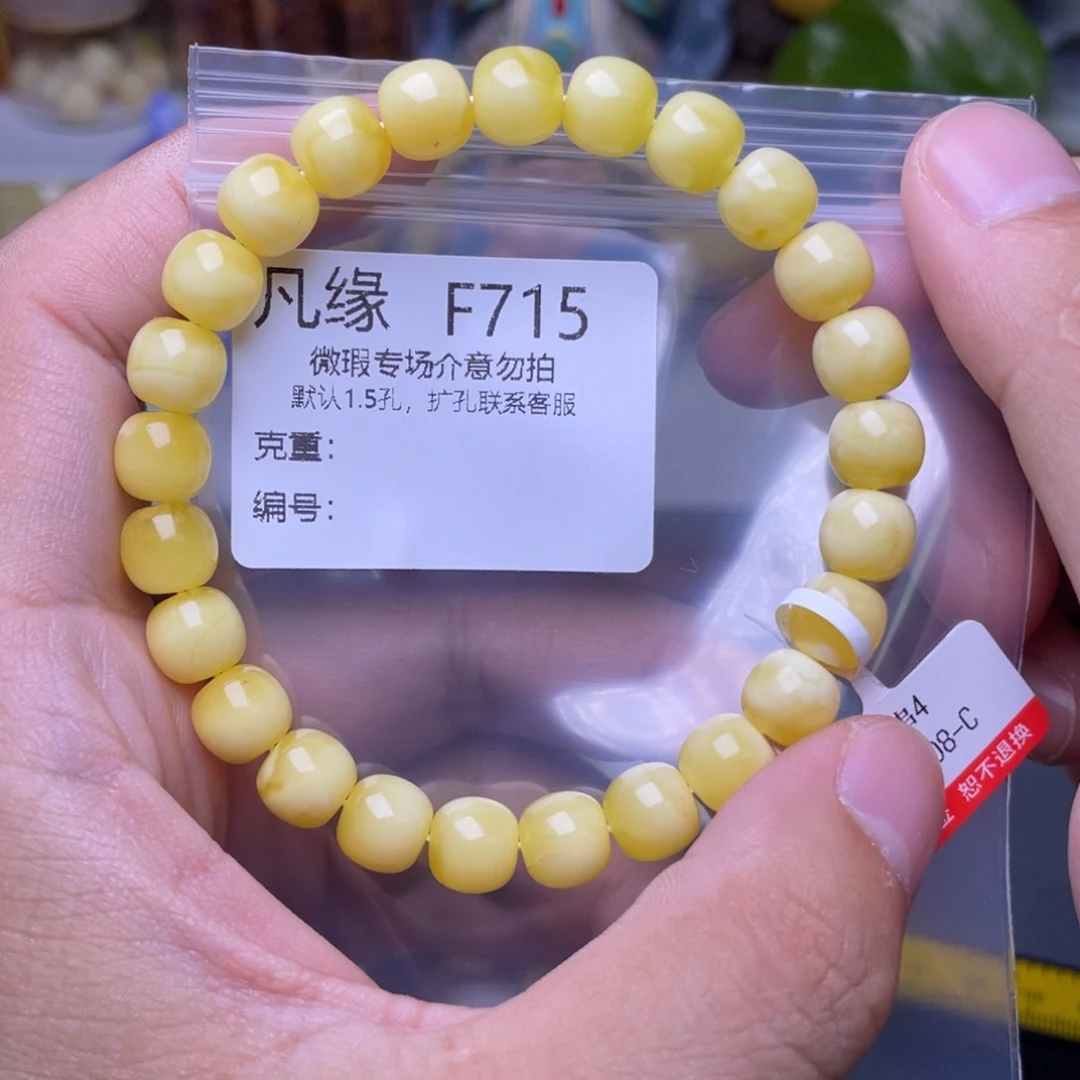 凡缘 F715
微瑕专场介意勿拍
默认1.5孔，扩孔联系客服
克重：
编号：
串4
08-C
恕不退换